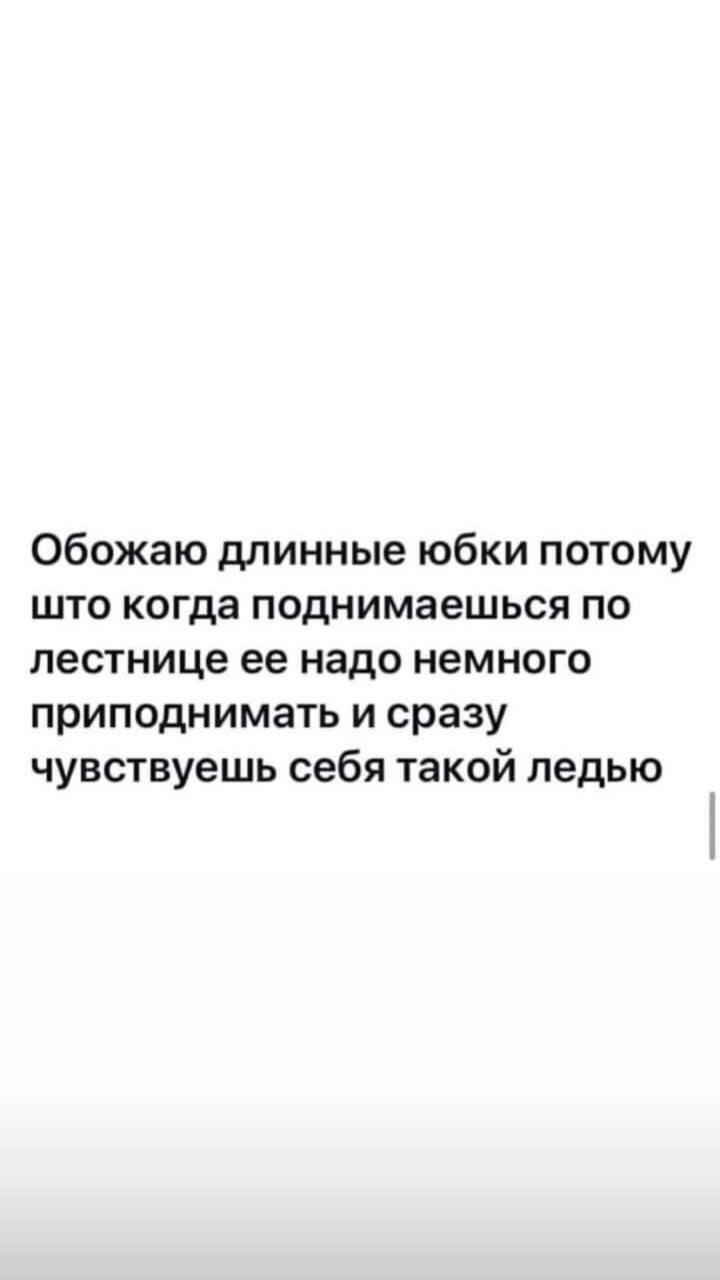 Обожаю длинные юбки потому
што когда поднимаешься по
лестнице ее надо немного
приподнимать и сразу
чувствуешь себя такой ледью